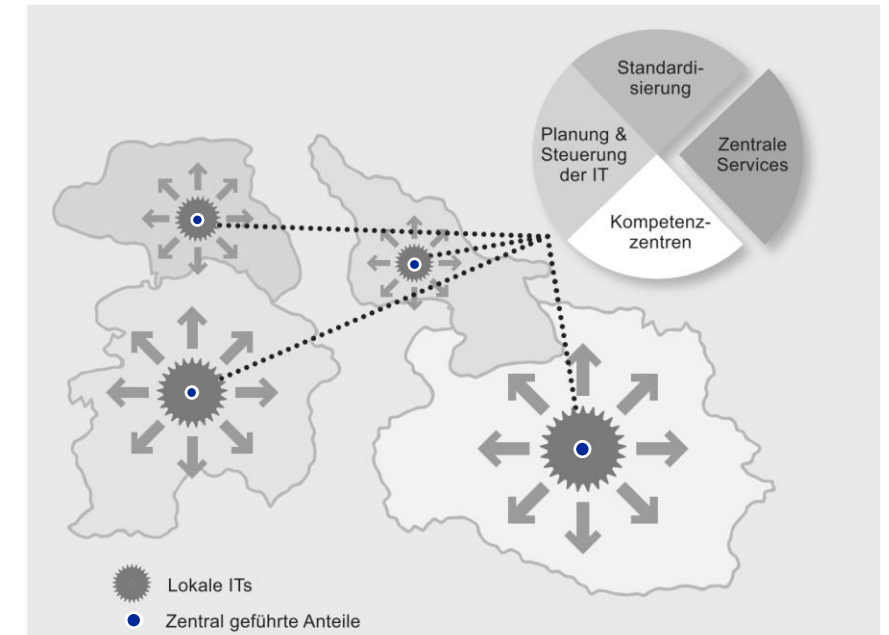 Standardi-
sierung
Planung &
Steuerung
der IT
Zentrale
Services
Kompetenz-
zentren
Lokale ITs
Zentral geführte Anteile